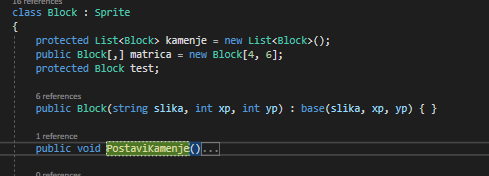 16 references
class Block : Sprite
{
protected List<Block> kamenje = new List<Block>();
public Block[,] matrica = new Block[4, 6];
protected Block test;
6 references
public Block(string slika, int xp, int yp) : base(slika, xp, yp) { }
1 reference
public void PostaviKamenje()...
0 references